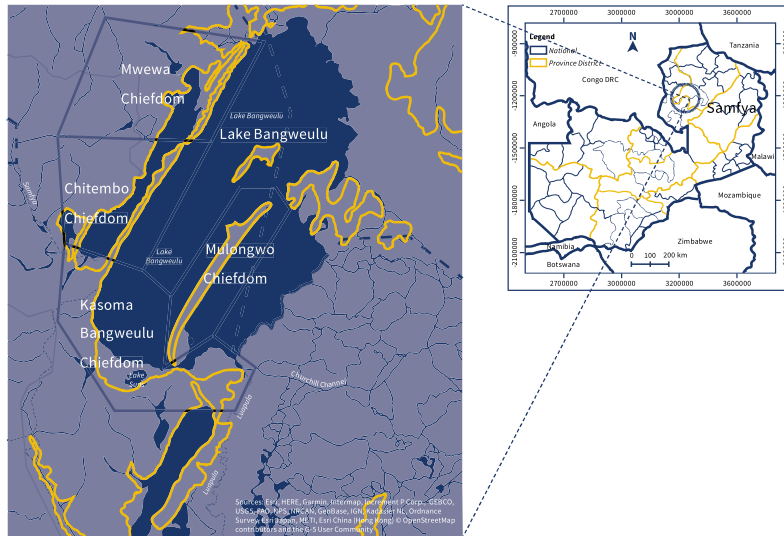 Mwewa
Chiefdom
Lake Bangweulu
Lake Bangweulu
Chitembo
Chiefdom
Lake
Bangweulu
Mulongwo
Chiefdom
Kasoma
Bangweulu
Chiefdom
Lake
Churchill Channel
Luapula
Luapula
Sources: Esri, HERE, Garmin, Intermap, increment P Corp., GEBCO,
USGS, FAO, NPS, NRCAN, GeoBase, IGN, Kadaster NL, Ordnance
Survey, Esri Japan, METI, Esri China (Hong Kong) © OpenStreetMap
contributors and the GIS User Community
2700000 3000000 3300000 3600000
Legend
National
Province District
N
Tanzania
Congo DRC
Samfya
Angola
Malawi
Mozambique
Zimbabwe
Namibia
Botswana
0 100 200 km
-900000
-1200000
-1500000
-1800000
-2100000
2700000 3000000 3300000 3600000